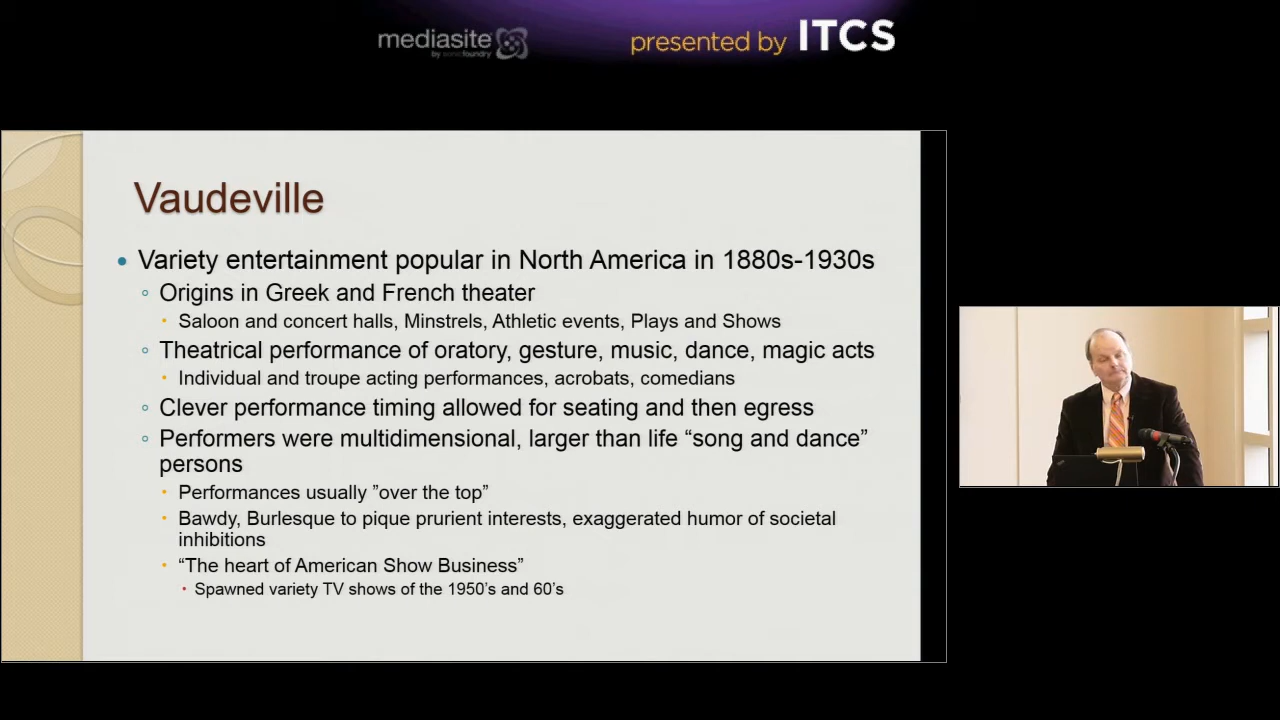 mediasite
by sonicfoundry
presented by ITCS
Vaudeville
• Variety entertainment popular in North America in 1880s-1930s
◦ Origins in Greek and French theater
• Saloon and concert halls, Minstrels, Athletic events, Plays and Shows
◦ Theatrical performance of oratory, gesture, music, dance, magic acts
• Individual and troupe acting performances, acrobats, comedians
◦ Clever performance timing allowed for seating and then egress
◦ Performers were multidimensional, larger than life “song and dance”
persons
• Performances usually ”over the top”
• Bawdy, Burlesque to pique prurient interests, exaggerated humor of societal
inhibitions
• “The heart of American Show Business”
• Spawned variety TV shows of the 1950’s and 60’s